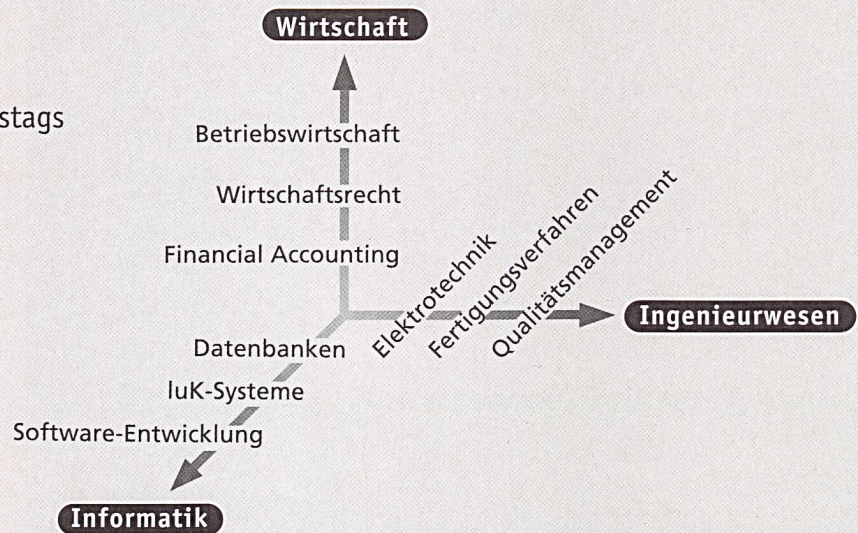 Wirtschaft
stags
Betriebswirtschaft
Wirtschaftsrecht
Financial Accounting
Elektrotechnik
Fertigungsverfahren
Qualitätsmanagement
Ingenieurwesen
Datenbanken
IuK-Systeme
Software-Entwicklung
Informatik